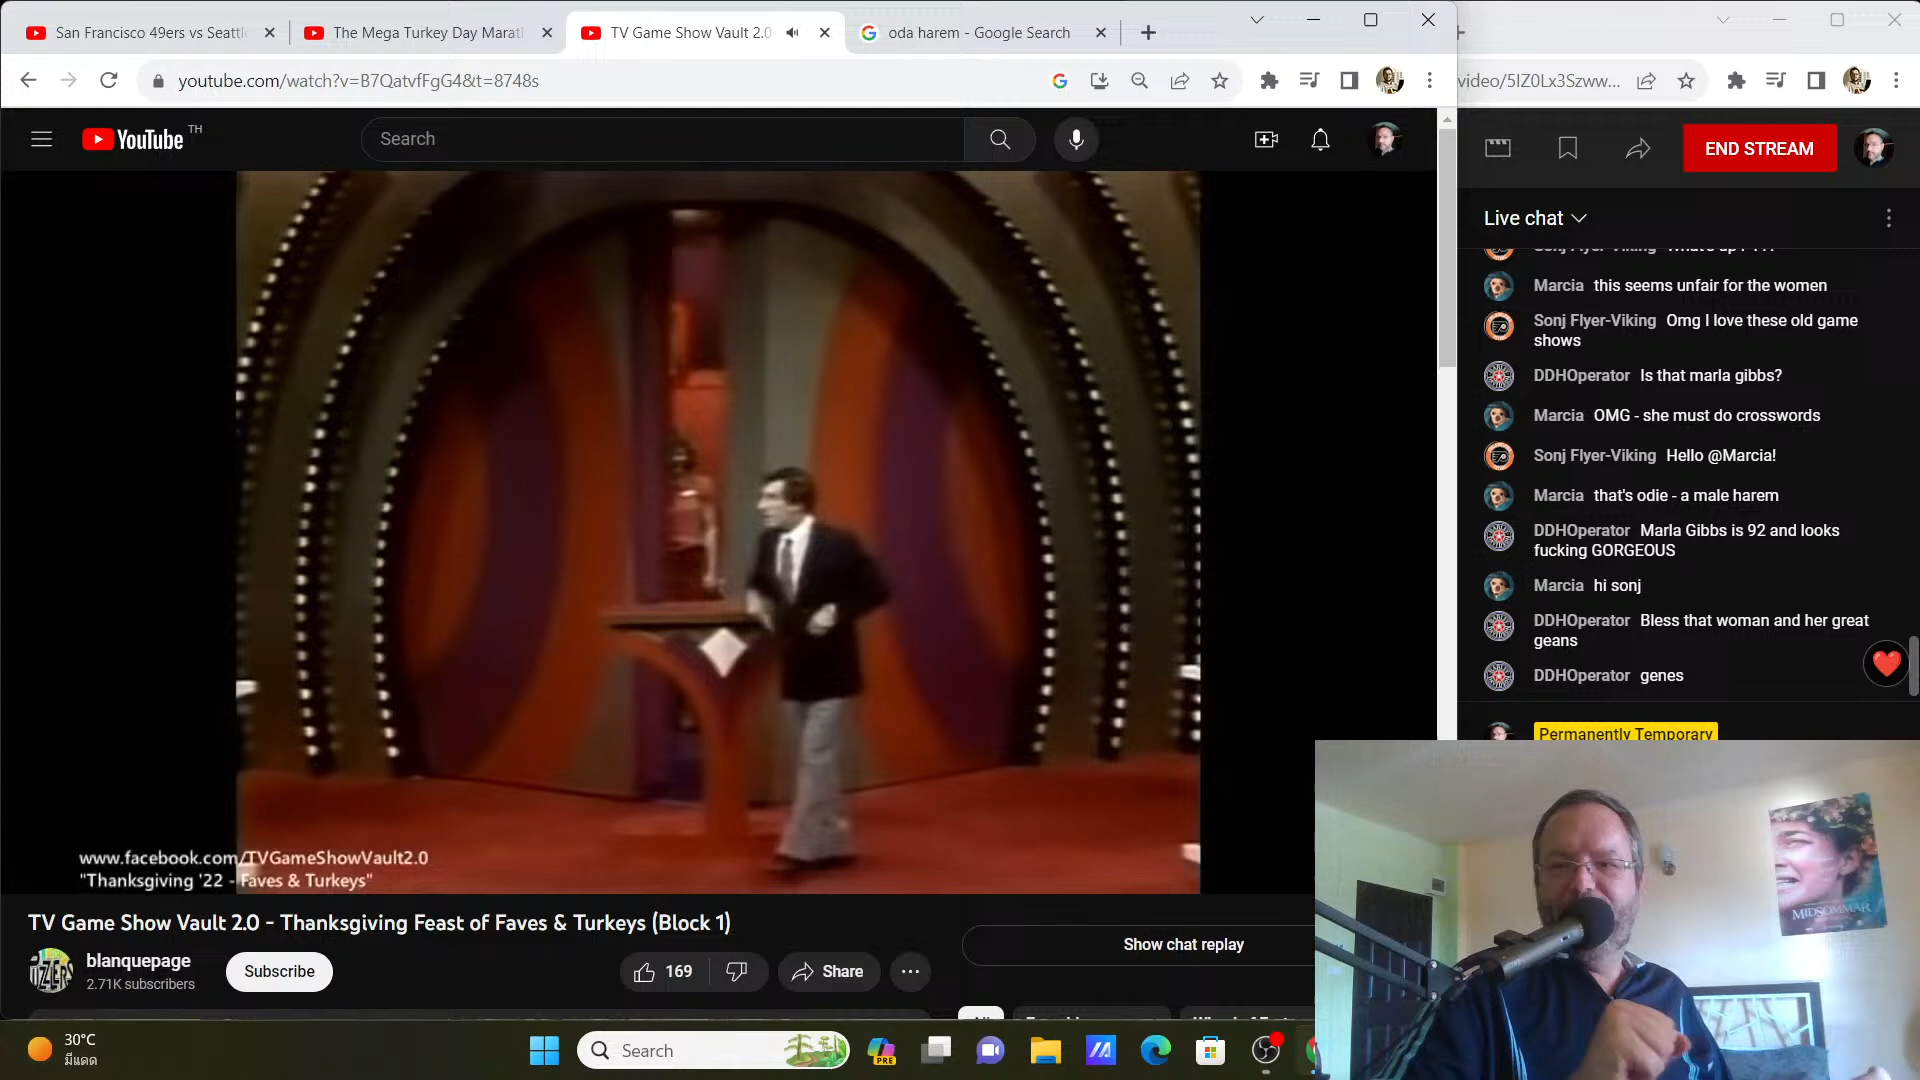 San Francisco 49ers vs Seattl
The Mega Turkey Day Marat
TV Game Show Vault 2.0
oda harem - Google Search
youtube.com/watch?v=B7QatvfFgG4&t=8748s
video/5IZ0Lx3Szww...
YouTube TH
Search
END STREAM
Live chat
Marcia this seems unfair for the women
Sonj Flyer-Viking Omg I love these old game
shows
DDHOperator Is that marla gibbs?
Marcia OMG - she must do crosswords
Sonj Flyer-Viking Hello @Marcia!
Marcia that's odie - a male harem
DDHOperator Marla Gibbs is 92 and looks
fucking GORGEOUS
Marcia hi sonj
DDHOperator Bless that woman and her great
geans
DDHOperator genes
Permanently Temporary
MIDSOMMAR
www.facebook.com/TVGameShowVault2.0
"Thanksgiving '22 - Faves & Turkeys"
TV Game Show Vault 2.0 - Thanksgiving Feast of Faves & Turkeys (Block 1)
blanquepage
2.71K subscribers
Subscribe
169
Share
Show chat replay
30°C
มีแดด
Search
PRE